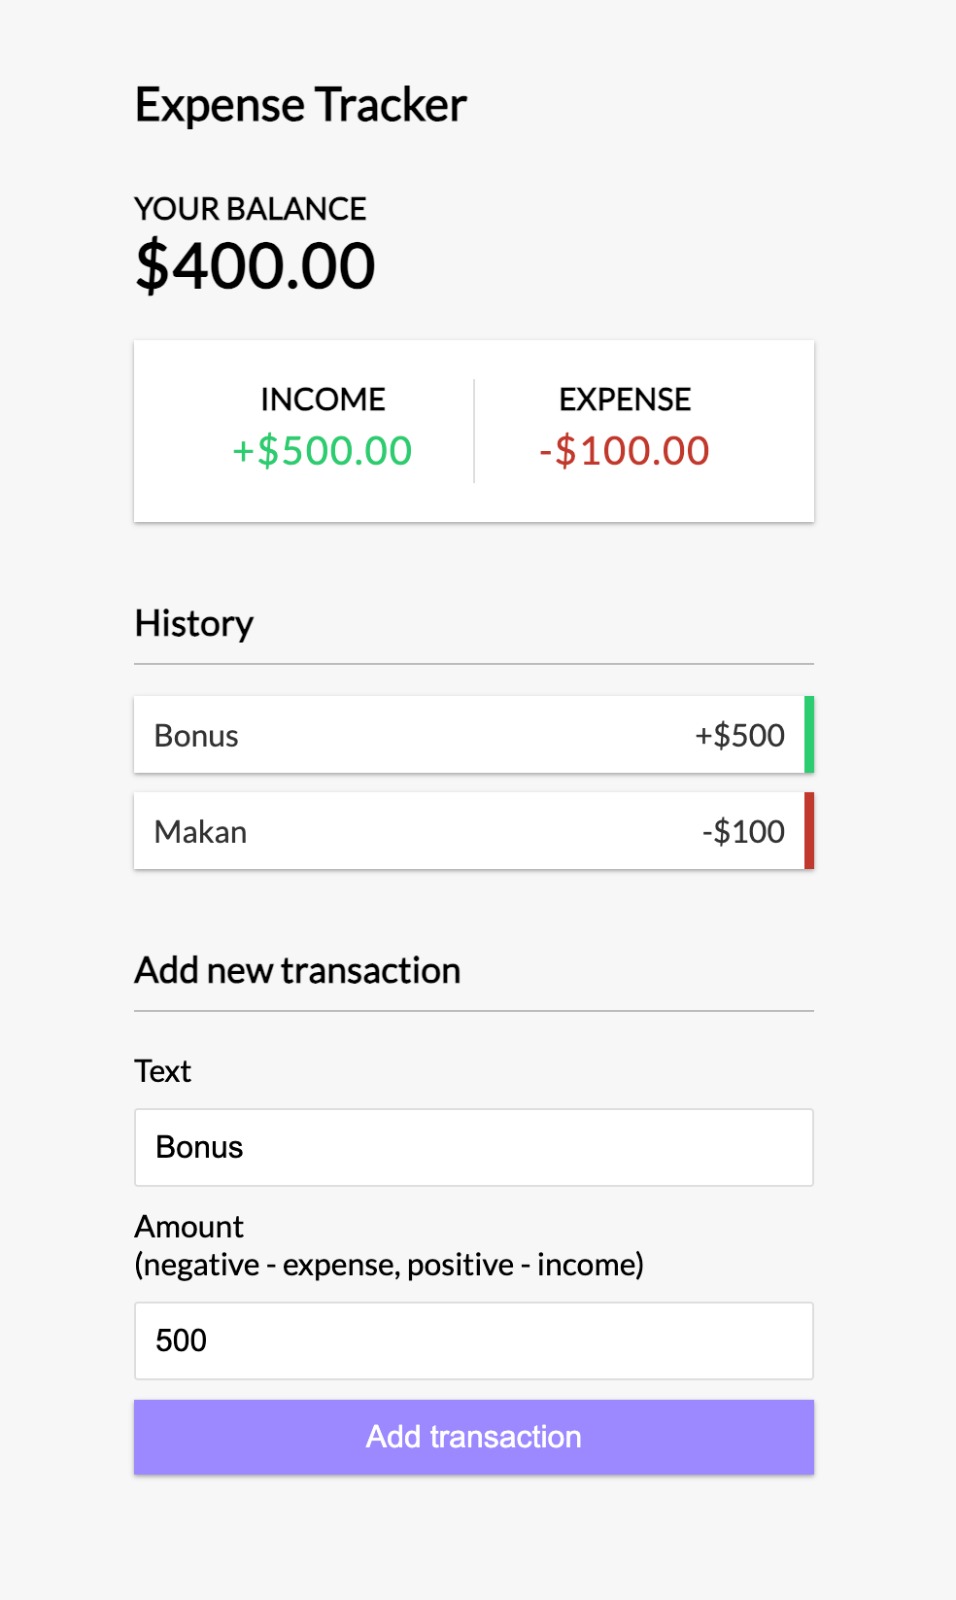 Expense Tracker
YOUR BALANCE
$400.00
INCOME
+$500.00
EXPENSE
-$100.00
History
Bonus +$500
Makan -$100
Add new transaction
Text
Bonus
Amount
(negative - expense, positive - income)
500
Add transaction